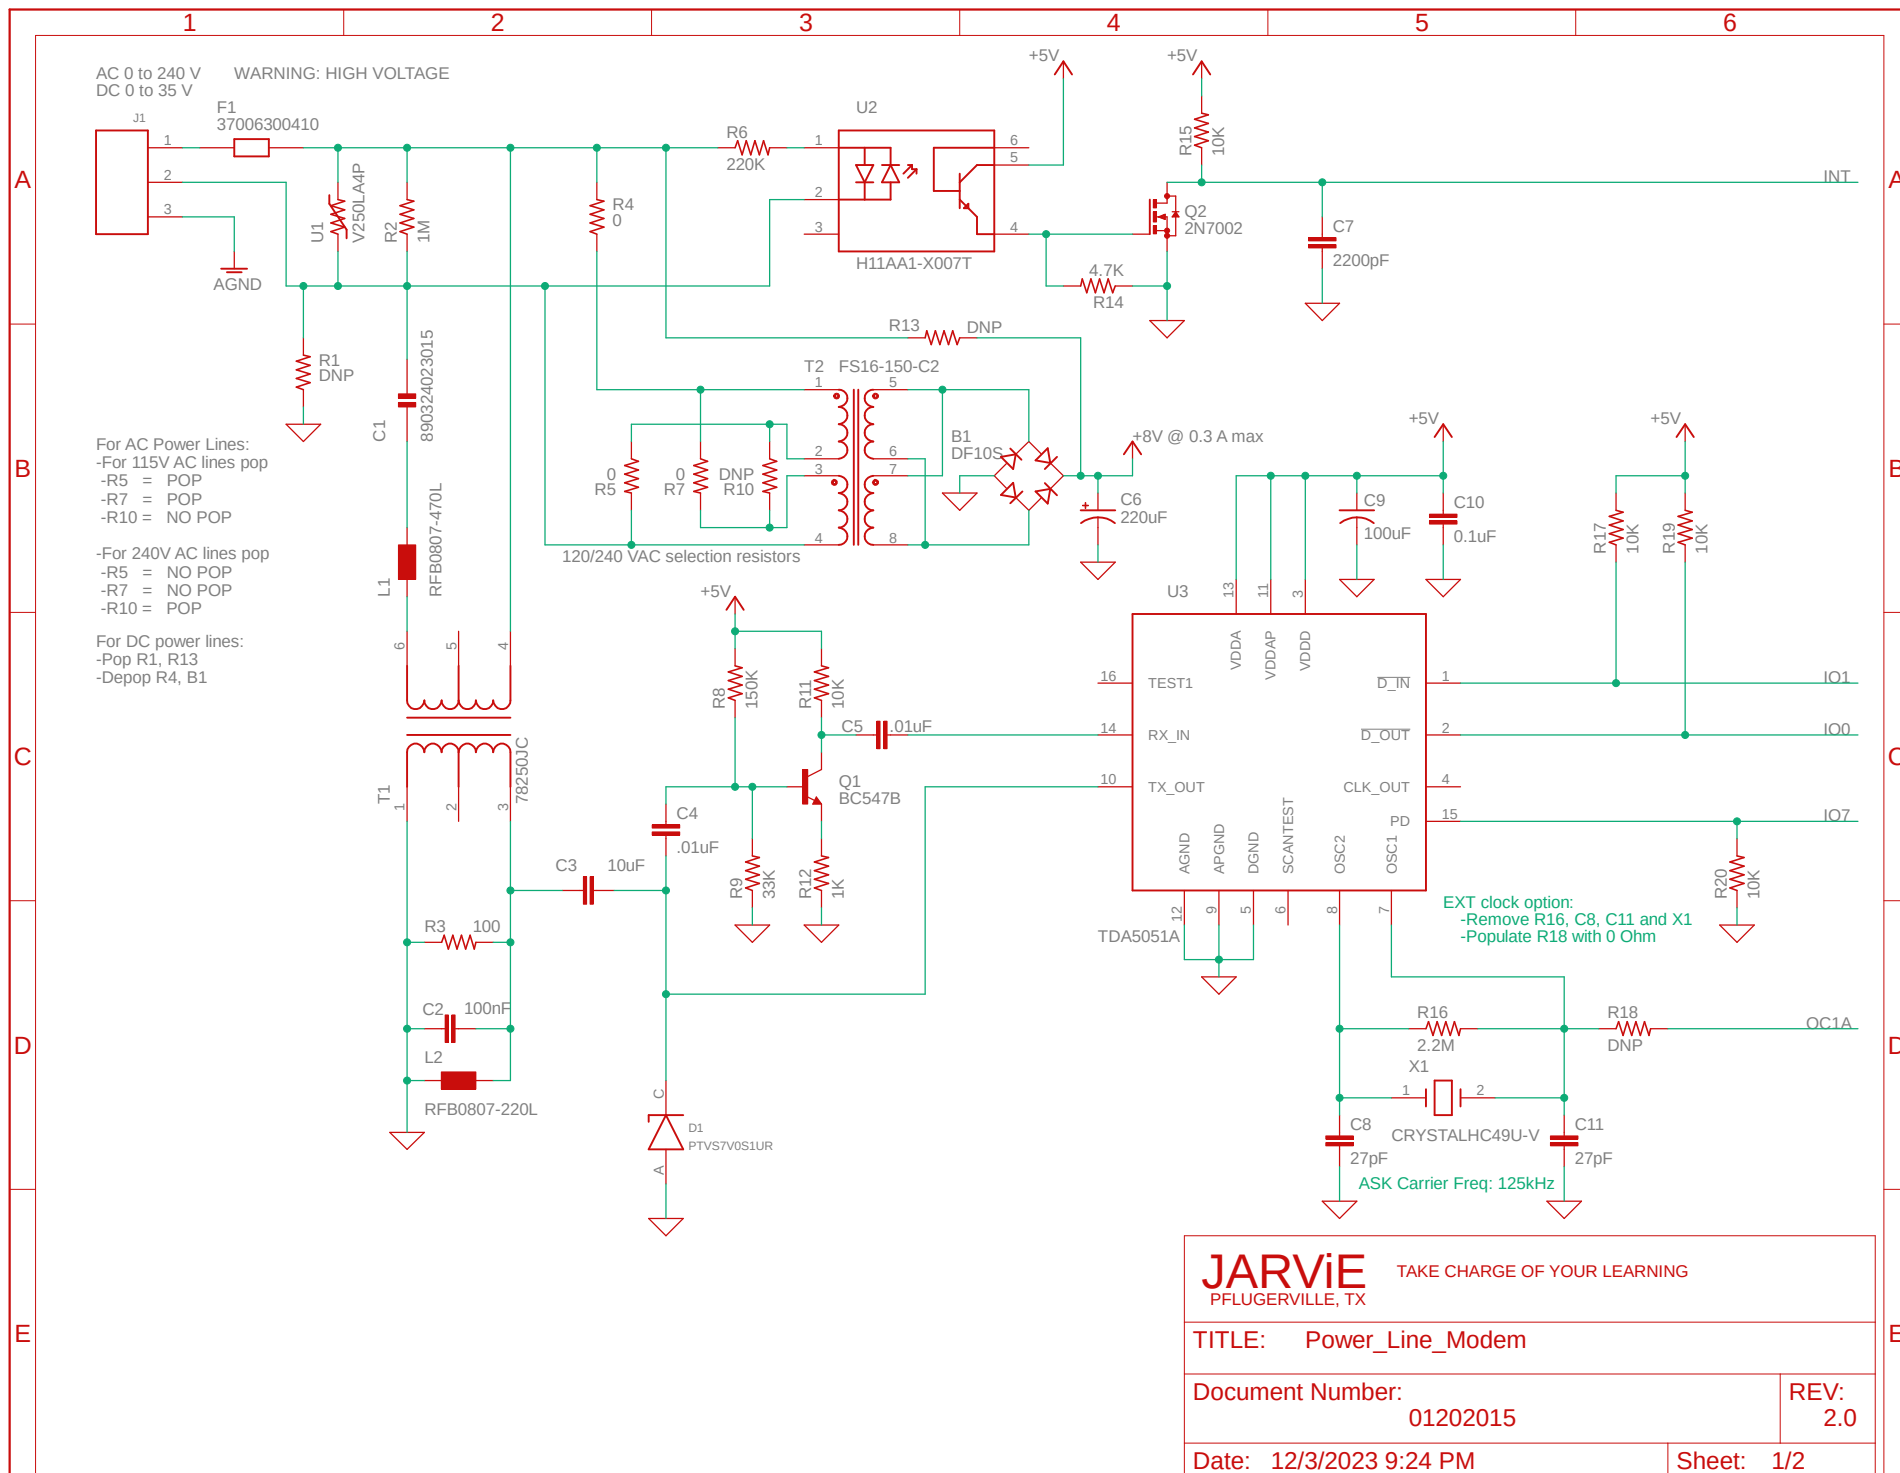 1 2 3 4 5 6
A
B
C
D
E
A
B
C
D
E
AC 0 to 240 V
DC 0 to 35 V
WARNING: HIGH VOLTAGE
J1
1
2
3
F1
37006300410
AGND
U1
V250LA4P
R2
1M
R4
0
R6
220K
U2
1
2
3
6
5
4
H11AA1-X007T
+5V
+5V
R15
10K
INT
Q2
2N7002
C7
2200pF
4.7K
R14
R1
DNP
C1
890324023015
R13 DNP
T2 FS16-150-C2
1
2
3
4
5
6
7
8
0
R5
0
R7
DNP
R10
120/240 VAC selection resistors
B1
DF10S
+8V @ 0.3 A max
C6
220uF
For AC Power Lines:
-For 115V AC lines pop
-R5 = POP
-R7 = POP
-R10 = NO POP
-For 240V AC lines pop
-R5 = NO POP
-R7 = NO POP
-R10 = POP
For DC power lines:
-Pop R1, R13
-Depop R4, B1
L1
RFB0807-470L
6
5
4
T1
78250JC
1
2
3
+5V
R8
150K
R11
10K
C5 .01uF
Q1
BC547B
C4
.01uF
R9
33K
R12
1K
C3 10uF
R3 100
C2 100nF
L2
RFB0807-220L
C
D1
PTVS7V0S1UR
A
+5V
C9
100uF
C10
0.1uF
+5V
R17
10K
R19
10K
U3
13
11
3
VDDA
VDDAP
VDDD
16 TEST1
14 RX_IN
10 TX_OUT
D_IN 1
D_OUT 2
CLK_OUT 4
PD 15
AGND
APGND
DGND
SCANTEST
OSC2
OSC1
12
9
5
6
8
7
TDA5051A
IO1
IO0
IO7
R20
10K
EXT clock option:
-Remove R16, C8, C11 and X1
-Populate R18 with 0 Ohm
R16
2.2M
R18
DNP
OC1A
X1
1 2
CRYSTALHC49U-V
C8
27pF
C11
27pF
ASK Carrier Freq: 125kHz
JARViE
TAKE CHARGE OF YOUR LEARNING
PFLUGERVILLE, TX
TITLE: Power_Line_Modem
Document Number:
01202015
REV:
2.0
Date: 12/3/2023 9:24 PM
Sheet: 1/2